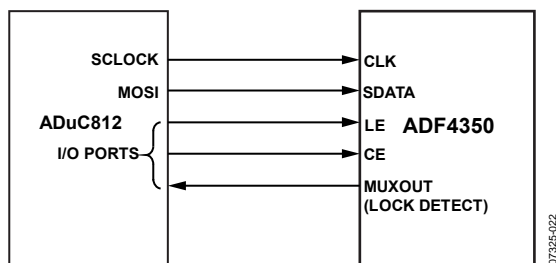 SCLOCK
MOSI
ADuC812
I/O PORTS
CLK
SDATA
LE
ADF4350
CE
MUXOUT
(LOCK DETECT)
07325-022